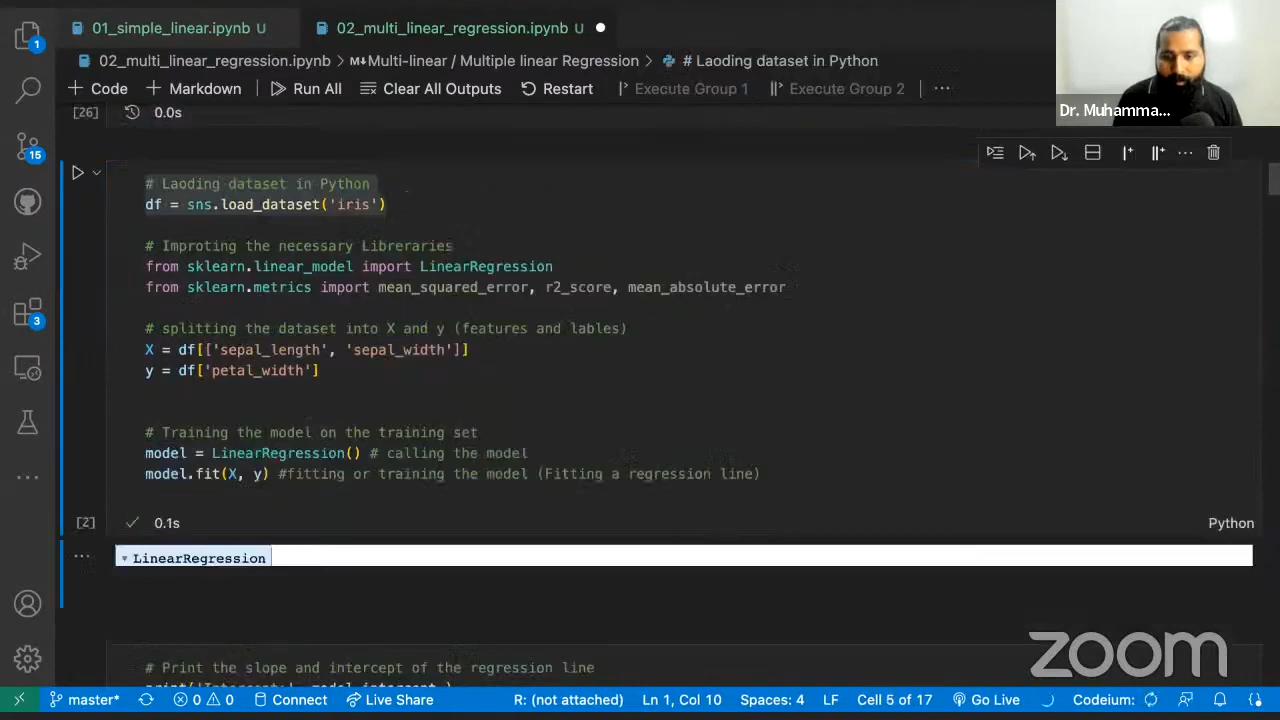 01_simple_linear.ipynb U
02_multi_linear_regression.ipynb U
1
02_multi_linear_regression.ipynb > M↓Multi-linear / Multiple linear Regression > # Laoding dataset in Python
+ Code + Markdown Run All Clear All Outputs Restart Execute Group 1 Execute Group 2 ...
Dr. Muhamma...
[26] 0.0s
15
# Laoding dataset in Python
df = sns.load_dataset('iris')
# Improting the necessary Libreraries
from sklearn.linear_model import LinearRegression
from sklearn.metrics import mean_squared_error, r2_score, mean_absolute_error
3
# splitting the dataset into X and y (features and lables)
X = df[['sepal_length', 'sepal_width']]
y = df['petal_width']
# Training the model on the training set
model = LinearRegression() # calling the model
model.fit(X, y) #fitting or training the model (Fitting a regression line)
[2] 0.1s Python
LinearRegression
# Print the slope and intercept of the regression line
zoom
master* 0 0 Connect Live Share R: (not attached) Ln 1, Col 10 Spaces: 4 LF Cell 5 of 17 Go Live Codeium: